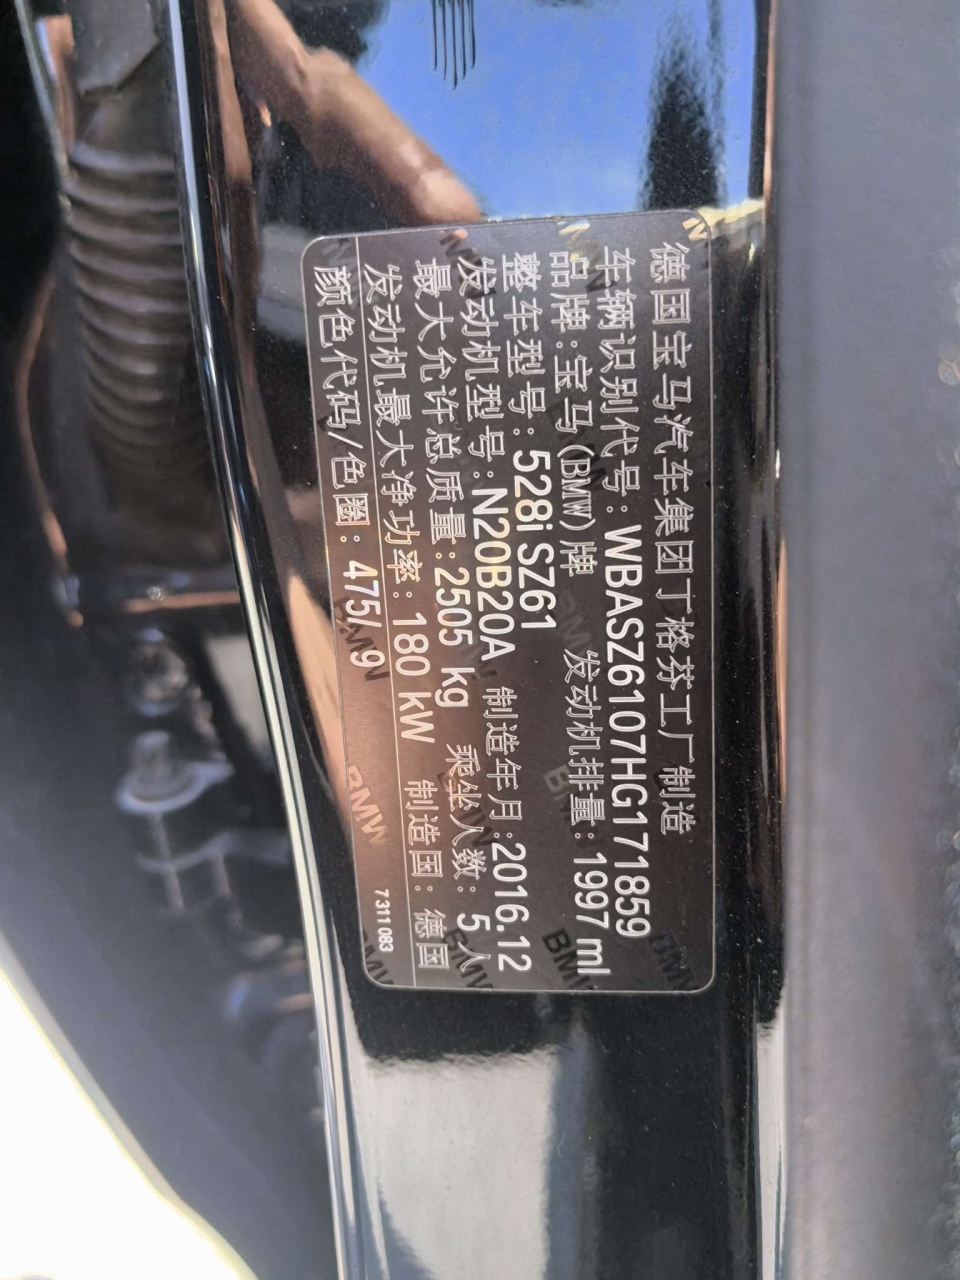 德国宝马汽车集团丁格芬工厂制造
车辆识别代号：WBASZ6107HG171859
品牌：宝马(BMW)牌 发动机排量：1997 ml
整车型号：528i SZ61
发动机型号：N20B20A 制造年月：2016.12
最大允许总质量：2505 kg 乘坐人数：5 人
发动机最大净功率：180 kW 制造国：德国
颜色代码/色圈：475/.9
7 311 083